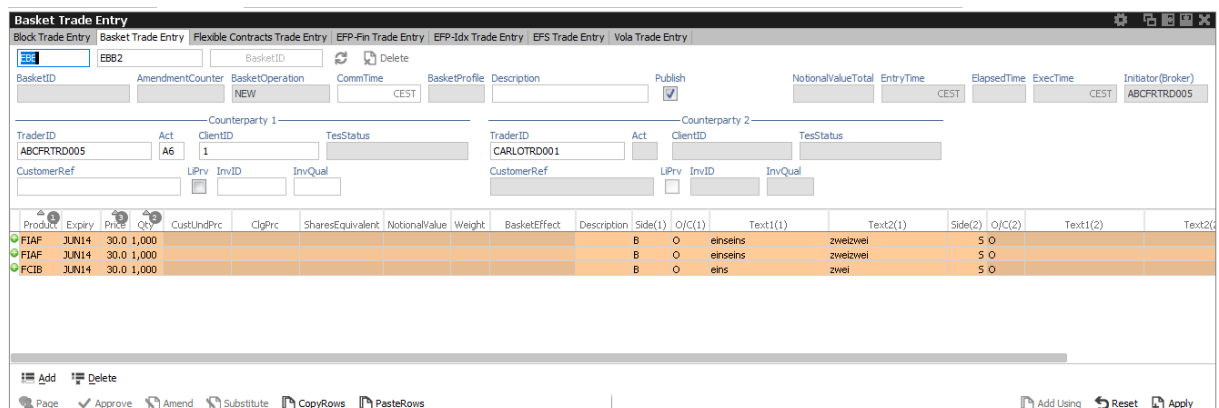 Basket Trade Entry
Block Trade Entry Basket Trade Entry Flexible Contracts Trade Entry EFP-Fin Trade Entry EFP-Idx Trade Entry EFS Trade Entry Vola Trade Entry
EBB EBB2 BasketID Delete
BasketID AmendmentCounter BasketOperation CommTime BasketProfile Description Publish NotionalValueTotal EntryTime ElapsedTime ExecTime Initiator(Broker)
NEW CEST CEST CEST ABCFRTRD005
Counterparty 1 Counterparty 2
TraderID Act ClientID TesStatus TraderID Act ClientID TesStatus
ABCFRTRD005 A6 1 CARLOTRD001
CustomerRef LiPrv InvID InvQual CustomerRef LiPrv InvID InvQual
Product 1 Expiry Price 3 Qty 2 CustUndPrc ClgPrc SharesEquivalent NotionalValue Weight BasketEffect Description Side(1) O/C(1) Text1(1) Text2(1) Side(2) O/C(2) Text1(2) Text2(2
FIAF JUN14 30.0 1,000 B O einseins zweizwei S O
FIAF JUN14 30.0 1,000 B O einseins zweizwei S O
FCIB JUN14 30.0 1,000 B O eins zwei S O
Add Delete
Page Approve Amend Substitute CopyRows PasteRows Add Using Reset Apply